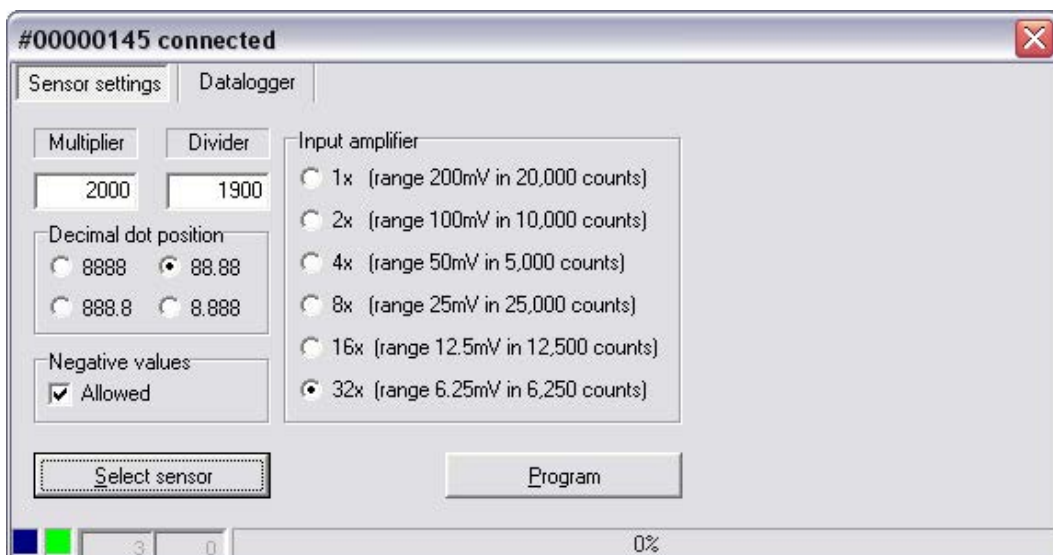 #00000145 connected
Sensor settings
Datalogger
Multiplier
Divider
2000
1900
Decimal dot position
8888
88.88
888.8
8.888
Negative values
Allowed
Input amplifier
1x (range 200mV in 20,000 counts)
2x (range 100mV in 10,000 counts)
4x (range 50mV in 5,000 counts)
8x (range 25mV in 25,000 counts)
16x (range 12.5mV in 12,500 counts)
32x (range 6.25mV in 6,250 counts)
Select sensor
Program
3
0
0%